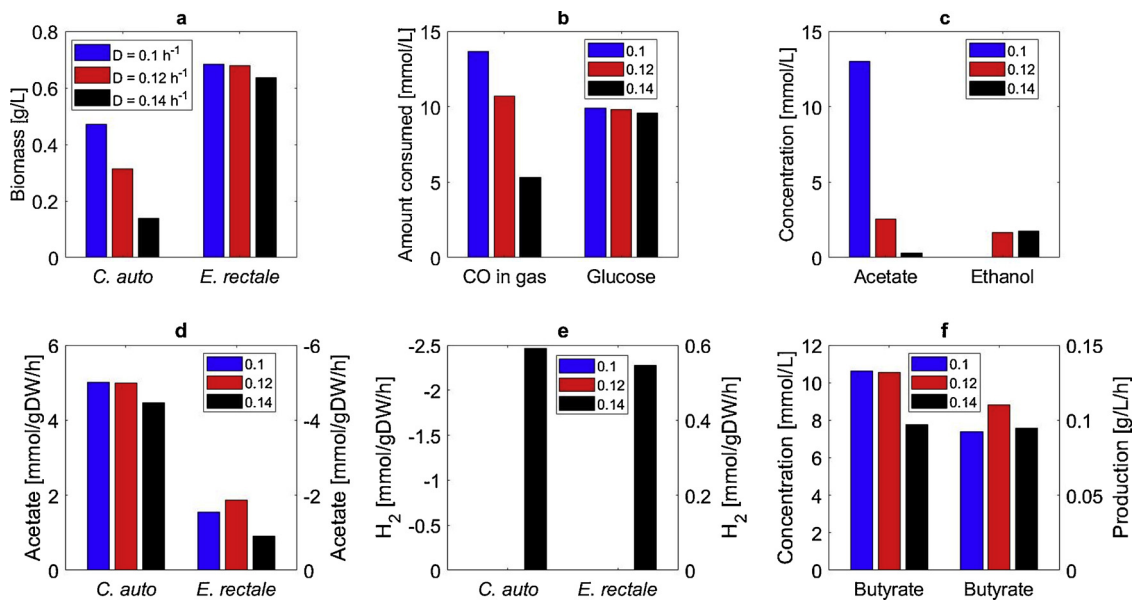 a
Biomass [g/L]
0.8
0.6
0.4
0.2
0
D = 0.1 h-1
D = 0.12 h-1
D = 0.14 h-1
C. auto
E. rectale
b
Amount consumed [mmol/L]
15
10
5
0
0.1
0.12
0.14
CO in gas
Glucose
c
Concentration [mmol/L]
15
10
5
0
0.1
0.12
0.14
Acetate
Ethanol
d
Acetate [mmol/gDW/h]
6
4
2
0
0.1
0.12
0.14
-6
-4
-2
0
Acetate [mmol/gDW/h]
C. auto
E. rectale
e
H2 [mmol/gDW/h]
-2.5
-2
-1.5
-1
-0.5
0
0.1
0.12
0.14
0.6
0.4
0.2
0
H2 [mmol/gDW/h]
C. auto
E. rectale
f
Concentration [mmol/L]
12
10
8
6
4
2
0
0.1
0.12
0.14
0.15
0.1
0.05
0
Production [g/L/h]
Butyrate
Butyrate